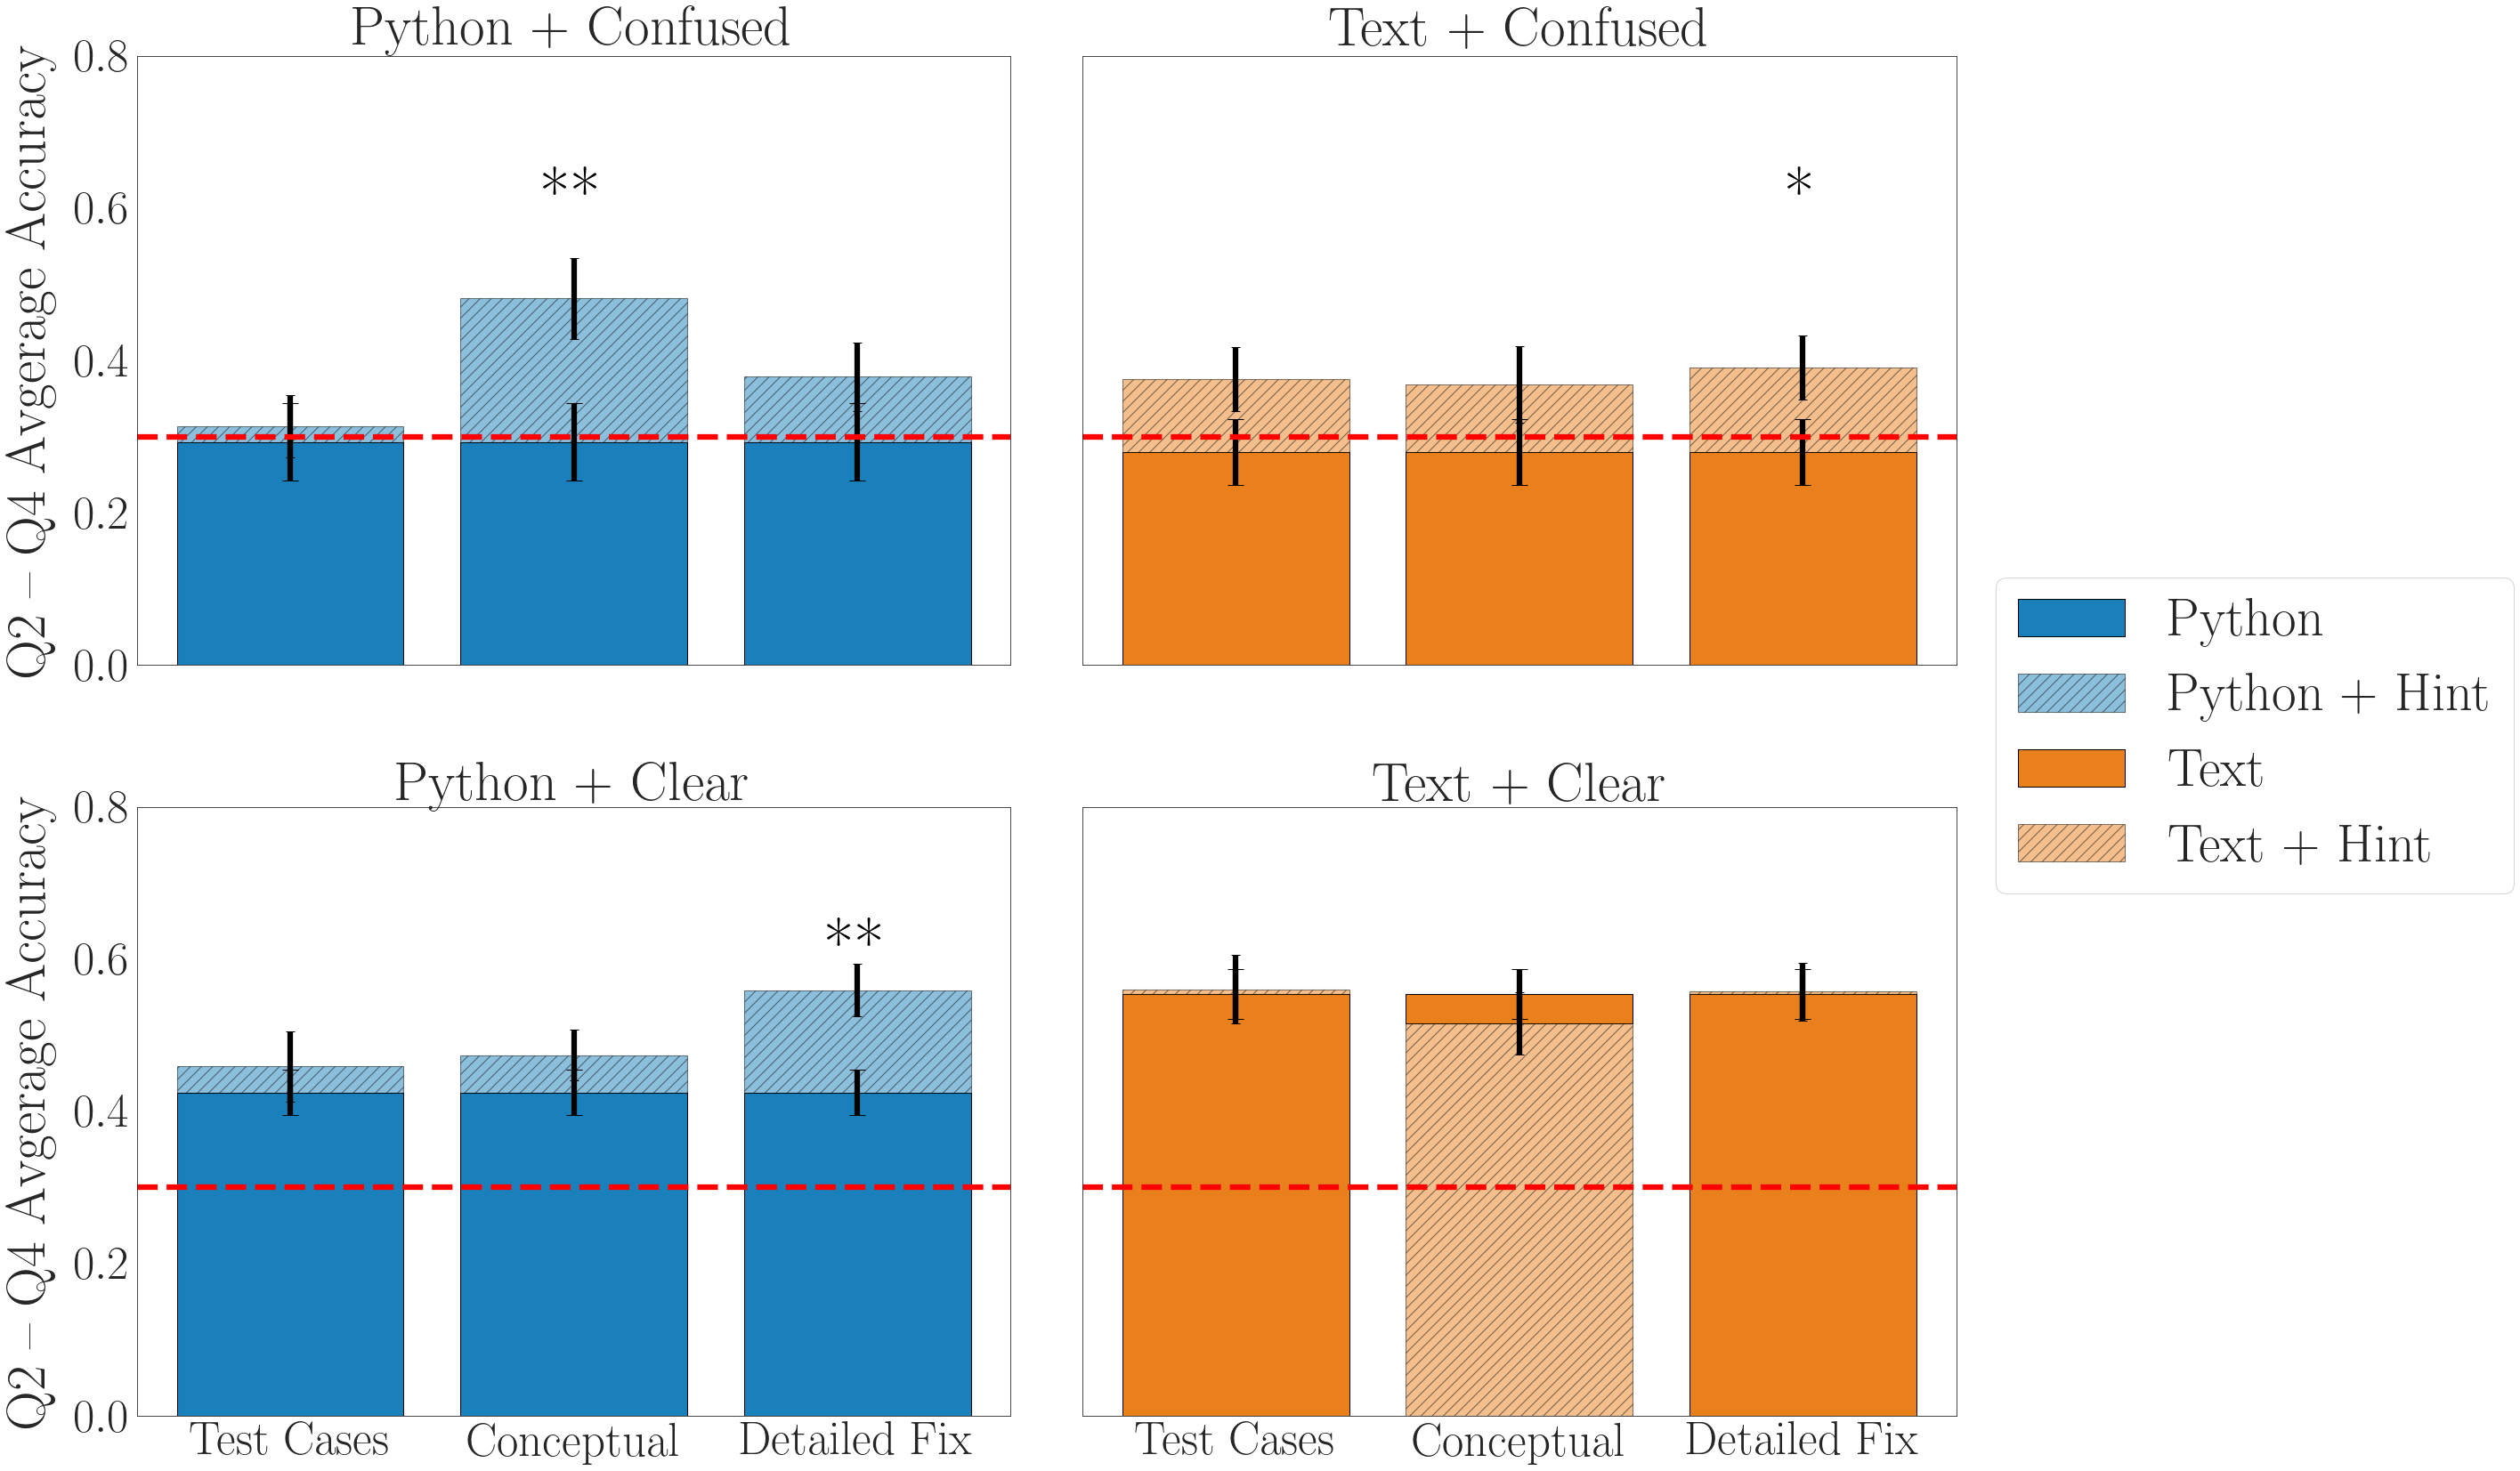 Python + Confused
Text + Confused
Q2 – Q4 Avgerage Accuracy
0.8
0.6
0.4
0.2
0.0
**
*
Python
Python + Hint
Text
Text + Hint
Python + Clear
Text + Clear
Q2 – Q4 Avgerage Accuracy
0.8
0.6
0.4
0.2
0.0
**
Test Cases
Conceptual
Detailed Fix
Test Cases
Conceptual
Detailed Fix